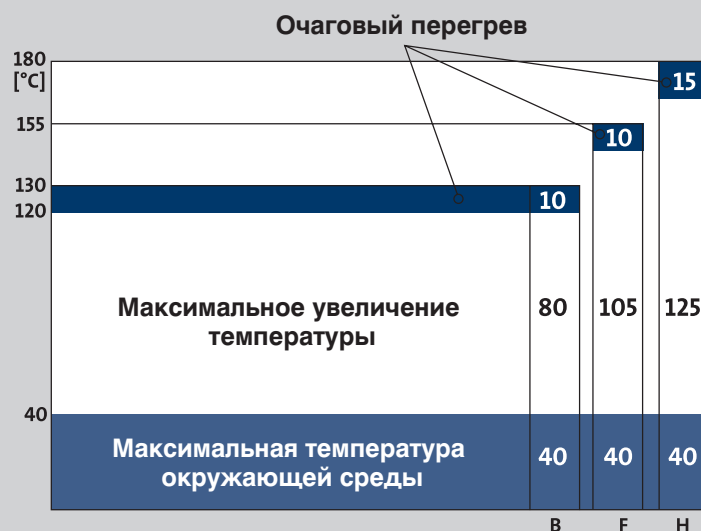 Очаговый перегрев
180
[°C]
15
155
10
130
10
120
Максимальное увеличение
температуры
80
105
125
40
Максимальная температура
окружающей среды
40
40
40
B
F
H